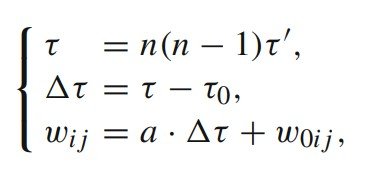 τ = n(n − 1)τ′,
Δτ = τ − τ₀,
wᵢⱼ = a · Δτ + w₀ᵢⱼ,